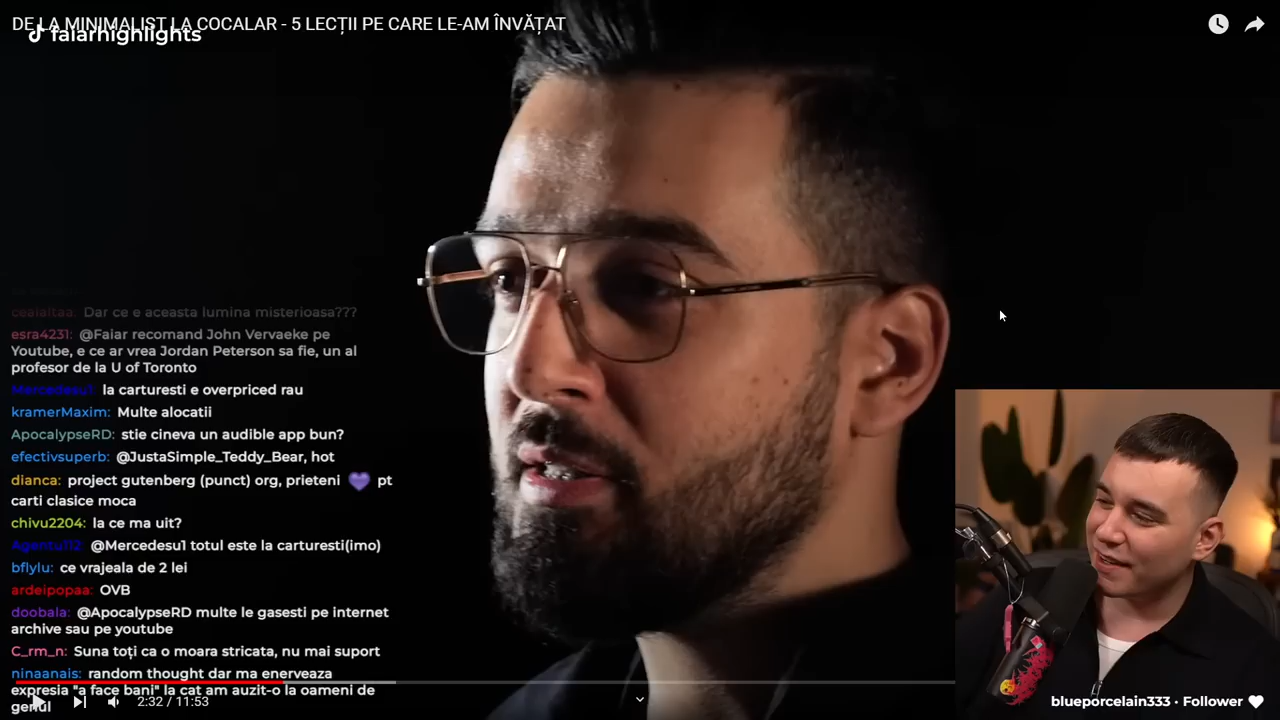 DE LA MINIMALIST LA COCALAR - 5 LECȚII PE CARE LE-AM ÎNVĂȚAT
faiarhighlights
cealaltaa: Dar ce e aceasta lumina misterioasa???
esra4231: @Faiar recomand John Vervaeke pe
Youtube, e ce ar vrea Jordan Peterson sa fie, un al
profesor de la U of Toronto
Mercedesu1: la carturesti e overpriced rau
kramerMaxim: Multe alocatii
ApocalypseRD: stie cineva un audible app bun?
efectivsuperb: @JustaSimple_Teddy_Bear, hot
dianca: project gutenberg (punct) org, prieteni 💜 pt
carti clasice moca
chivu2204: la ce ma uit?
Agentu112: @Mercedesu1 totul este la carturesti(imo)
bflylu: ce vrajeala de 2 lei
ardeipopaa: OVB
doobala: @ApocalypseRD multe le gasesti pe internet
archive sau pe youtube
C_rm_n: Suna toți ca o moara stricata, nu mai suport
ninaanais: random thought dar ma enerveaza
expresia "a face bani" la cat am auzit-o la oameni de
genul
2:32 / 11:53
blueporcelain333 · Follower